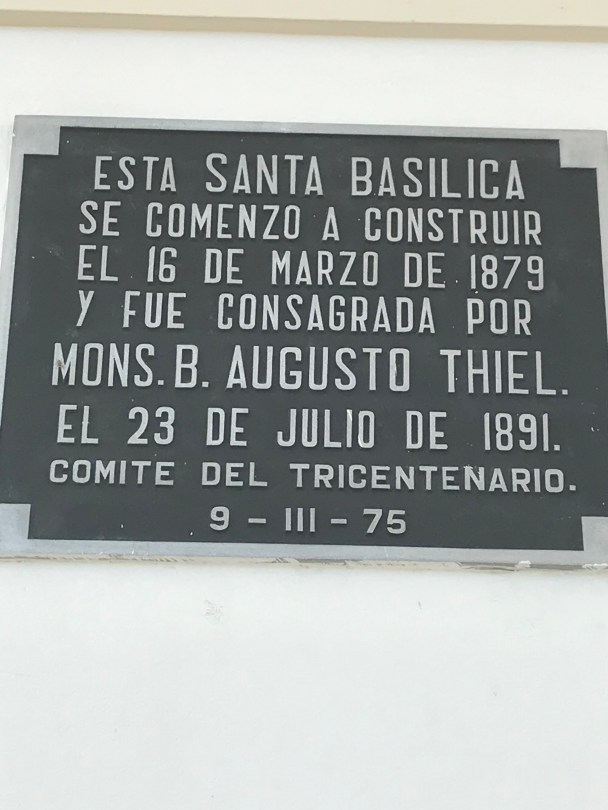 ESTA SANTA BASILICA
SE COMENZO A CONSTRUIR
EL 16 DE MARZO DE 1879
Y FUE CONSAGRADA POR
MONS. B. AUGUSTO THIEL.
EL 23 DE JULIO DE 1891.
COMITE DEL TRICENTEÑARIO.
9 - III - 75